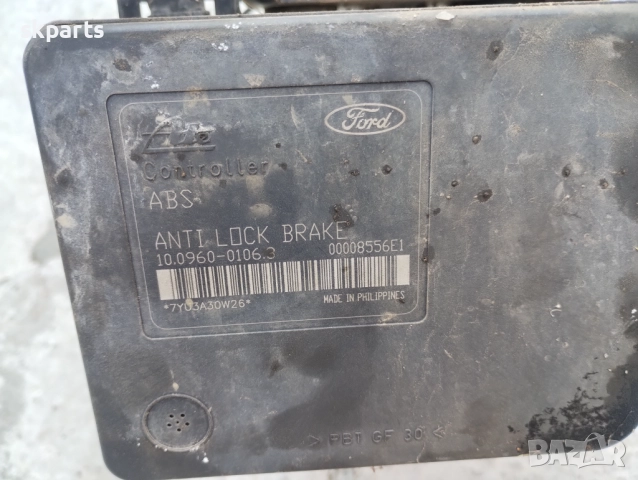 ckparts
Ate
Ford
Controller
ABS
ANTI LOCK BRAKE
10.0960-0106.3 00008556E1
*7Y03A30W26* MADE IN PHILIPPINES
> PBT GF 30 <
BAZAR